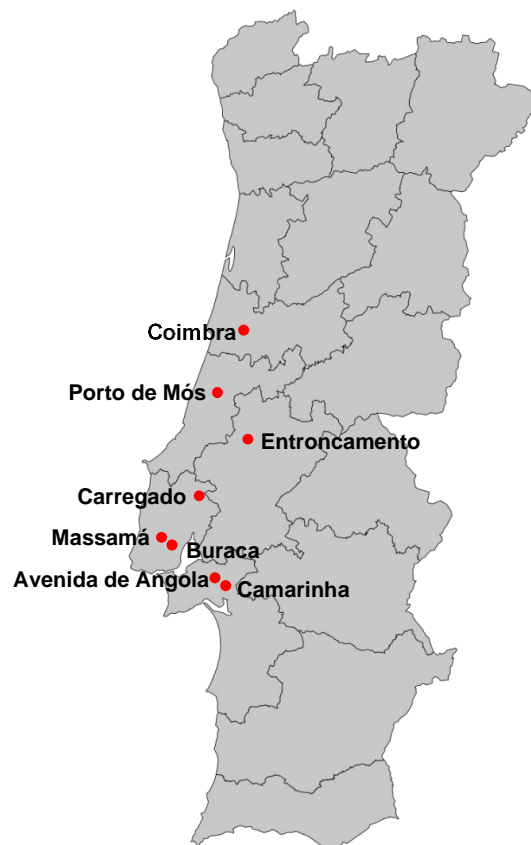 Coimbra
Porto de Mós
Entroncamento
Carregado
Massamá
Buraca
Avenida de Angola
Camarinha